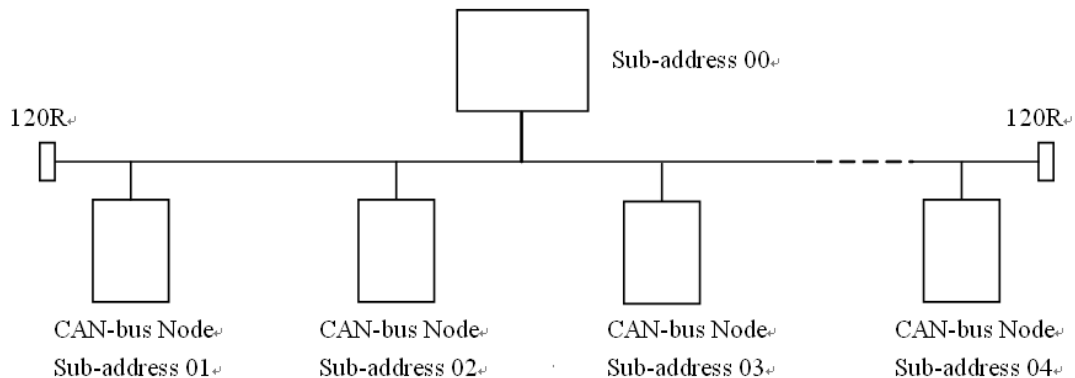 Sub-address 00
120R
120R
CAN-bus Node
Sub-address 01
CAN-bus Node
Sub-address 02
CAN-bus Node
Sub-address 03
CAN-bus Node
Sub-address 04